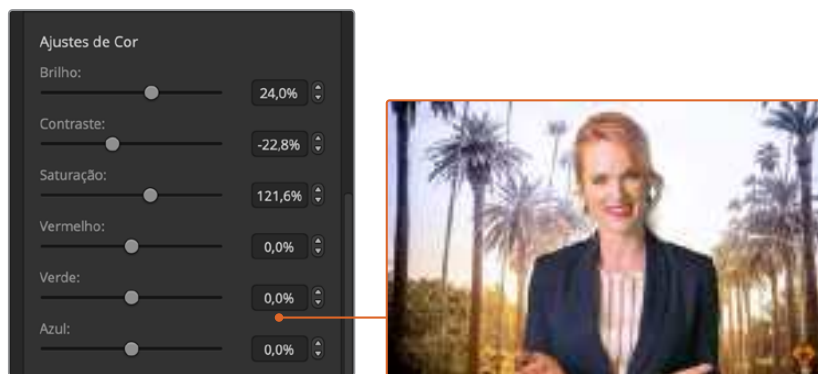 Ajustes de Cor
Brilho:
24,0%
Contraste:
-22,8%
Saturação:
121,6%
Vermelho:
0,0%
Verde:
0,0%
Azul:
0,0%